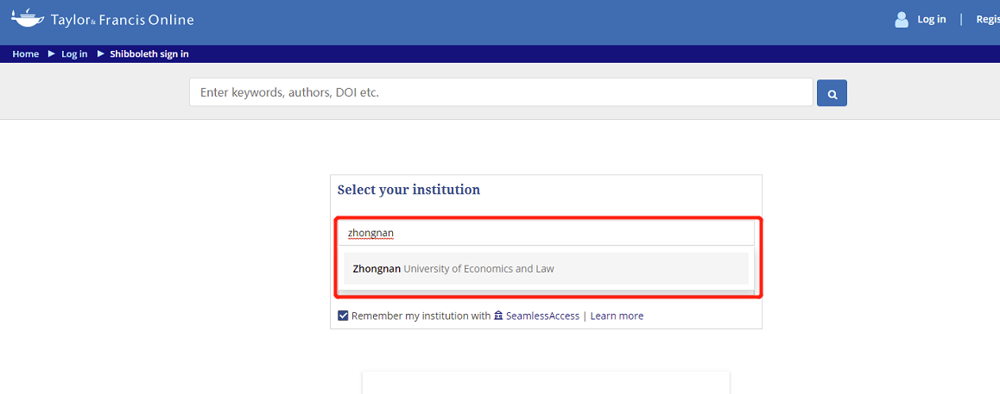 Taylor & Francis Online
Log in | Regis
Home ▶ Log in ▶ Shibboleth sign in
Enter keywords, authors, DOI etc.
Select your institution
zhongnan
Zhongnan University of Economics and Law
Remember my institution with SeamlessAccess | Learn more